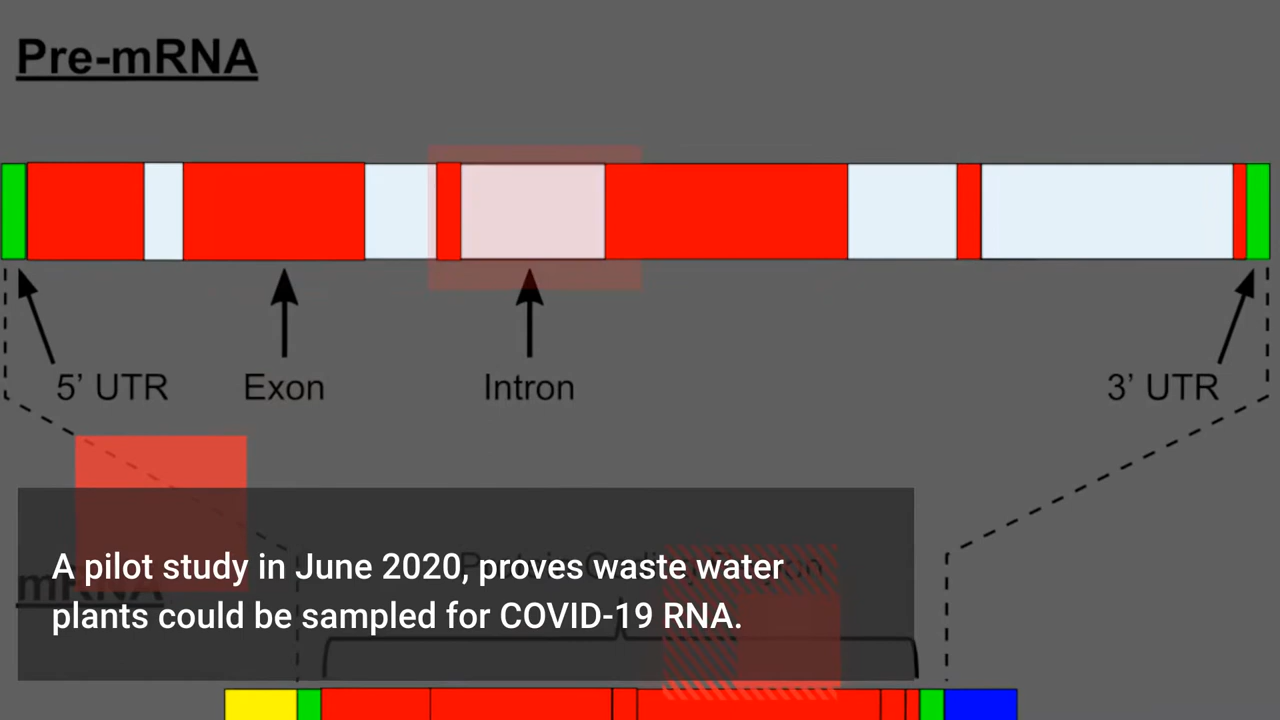 Pre-mRNA
5’ UTR
Exon
Intron
3’ UTR
A pilot study in June 2020, proves waste water
plants could be sampled for COVID-19 RNA.
mRNA